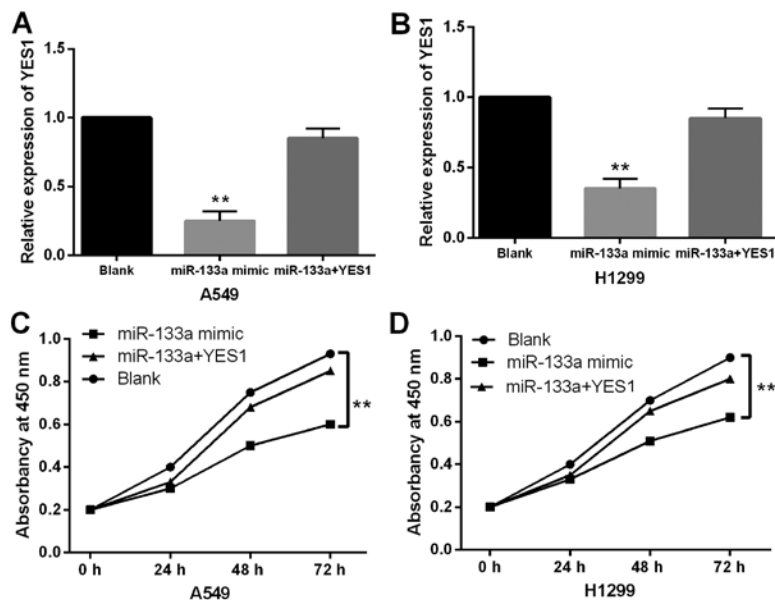 A
Relative expression of YES1
1.5
1.0
0.5
0.0
**
Blank
miR-133a mimic
miR-133a+YES1
A549
B
Relative expression of YES1
1.5
1.0
0.5
0.0
**
Blank
miR-133a mimic
miR-133a+YES1
H1299
C
Absorbancy at 450 nm
1.0
0.8
0.6
0.4
0.2
0.0
miR-133a mimic
miR-133a+YES1
Blank
**
0 h
24 h
48 h
72 h
A549
D
Absorbancy at 450 nm
1.0
0.8
0.6
0.4
0.2
0.0
Blank
miR-133a mimic
miR-133a+YES1
**
0 h
24 h
48 h
72 h
H1299